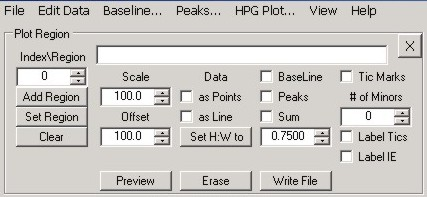 File Edit Data Baseline... Peaks... HPG Plot... View Help
Plot Region
Index\Region
X
0
Scale Data BaseLine Tic Marks
Add Region 100.0 as Points Peaks # of Minors
Set Region Offset as Line Sum 0
Clear 100.0 Set H:W to 0.7500 Label Tics
Label IE
Preview Erase Write File